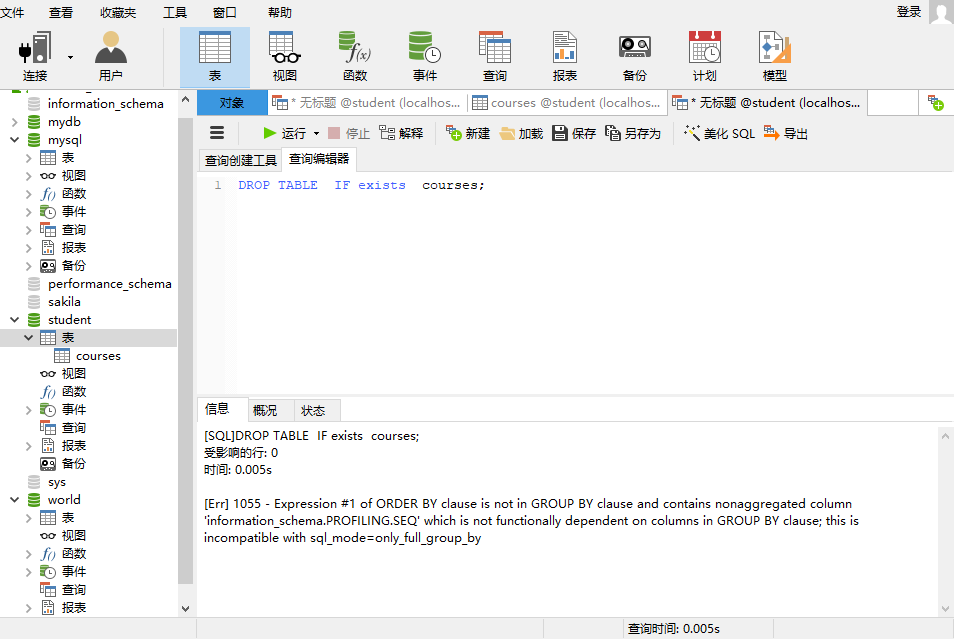 文件 查看 收藏夹 工具 窗口 帮助 登录
连接 用户 表 视图 函数 事件 查询 报表 备份 计划 模型
对象 * 无标题 @student (localhos... courses @student (localhos... * 无标题 @student (localhos...
运行 停止 解释 新建 加载 保存 另存为 美化 SQL 导出
查询创建工具 查询编辑器
1 DROP TABLE IF exists courses;
information_schema
mydb
mysql
表
视图
函数
事件
查询
报表
备份
performance_schema
sakila
student
表
courses
视图
函数
事件
查询
报表
备份
sys
world
表
视图
函数
事件
查询
报表
信息 概况 状态
[SQL]DROP TABLE IF exists courses;
受影响的行: 0
时间: 0.005s
[Err] 1055 - Expression #1 of ORDER BY clause is not in GROUP BY clause and contains nonaggregated column
'information_schema.PROFILING.SEQ' which is not functionally dependent on columns in GROUP BY clause; this is
incompatible with sql_mode=only_full_group_by
查询时间: 0.005s